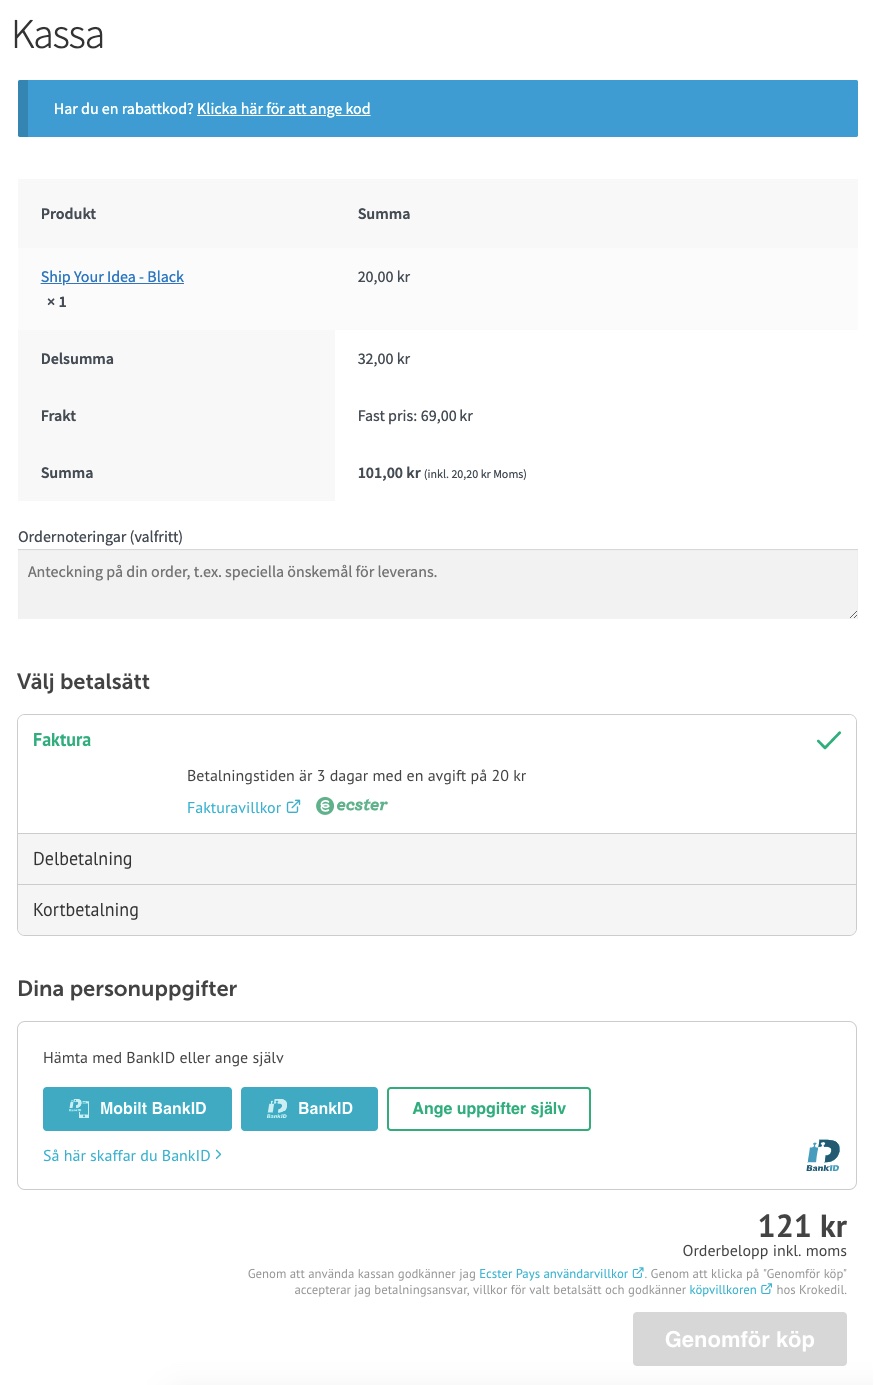 Kassa
Har du en rabattkod? Klicka här för att ange kod
Produkt Summa
Ship Your Idea - Black 20,00 kr
× 1
Delsumma 32,00 kr
Frakt Fast pris: 69,00 kr
Summa 101,00 kr (inkl. 20,20 kr Moms)
Ordernoteringar (valfritt)
Anteckning på din order, t.ex. speciella önskemål för leverans.
Välj betalsätt
Faktura
Betalningstiden är 3 dagar med en avgift på 20 kr
Fakturavillkor ecster
Delbetalning
Kortbetalning
Dina personuppgifter
Hämta med BankID eller ange själv
Mobilt BankID BankID Ange uppgifter själv
Så här skaffar du BankID
BankID
121 kr
Orderbelopp inkl. moms
Genom att använda kassan godkänner jag Ecster Pays användarvillkor. Genom att klicka på "Genomför köp"
accepterar jag betalningsansvar, villkor för valt betalsätt och godkänner köpvillkoren hos Krokedil.
Genomför köp